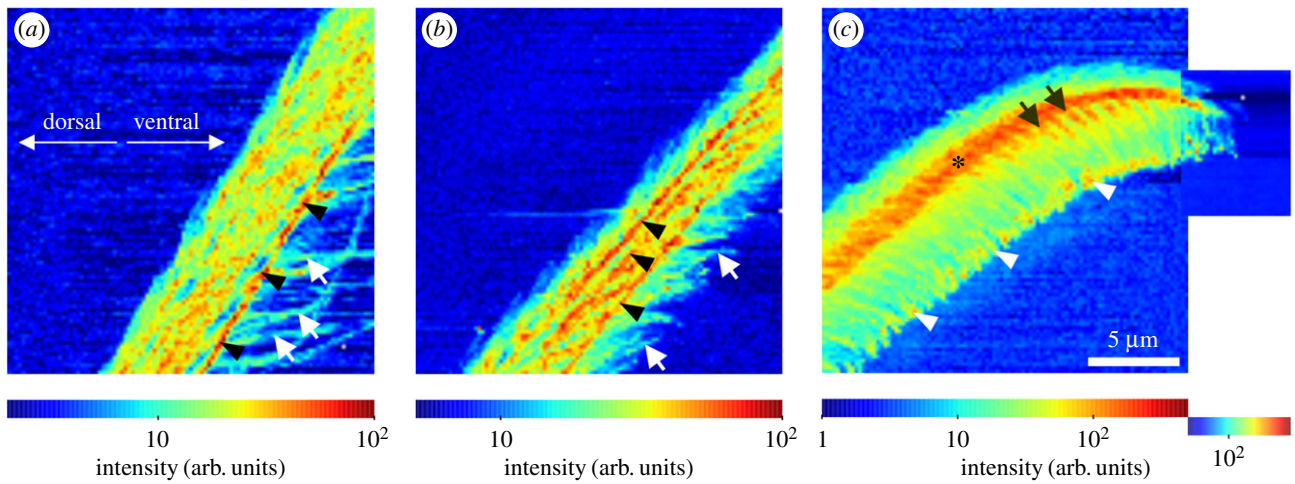 (a)
dorsal ventral
10 10²
intensity (arb. units)
(b)
10 10²
intensity (arb. units)
(c)
*
5 µm
1 10 10²
10²
intensity (arb. units)